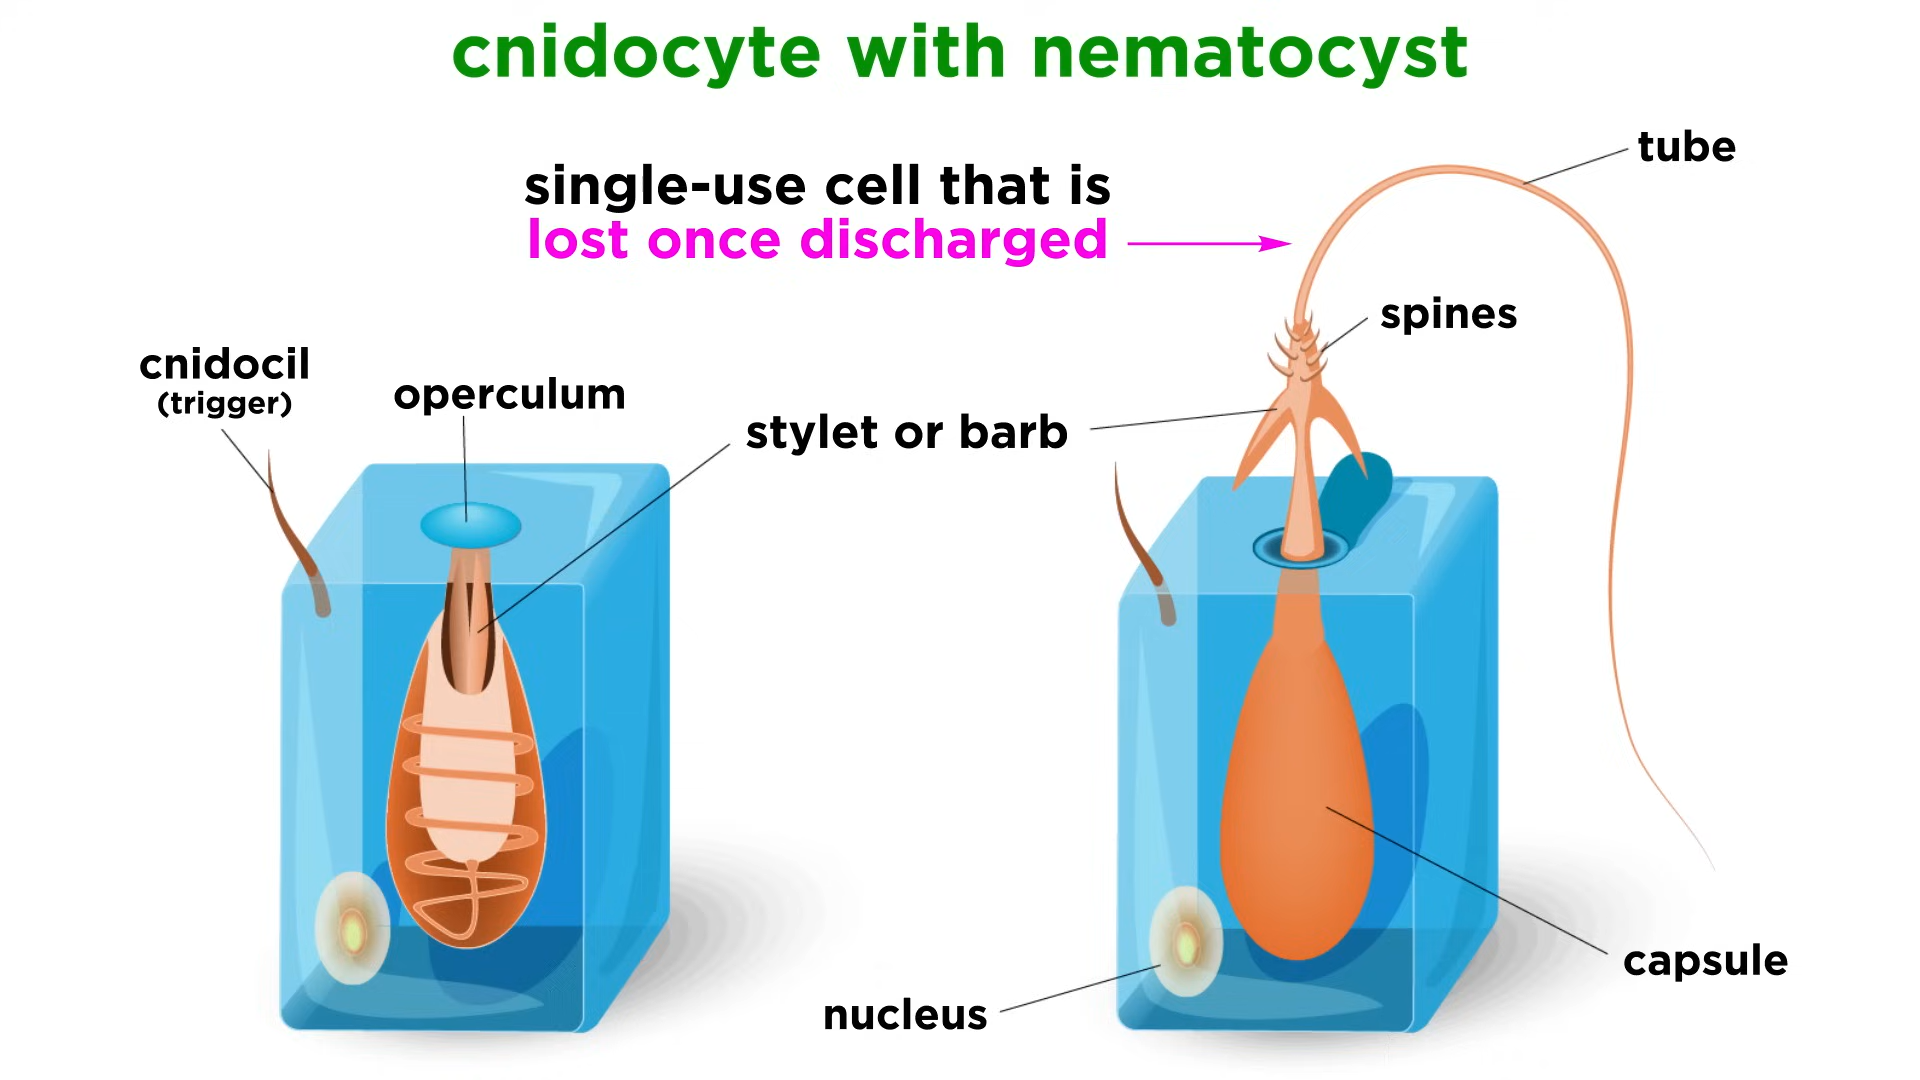 cnidocyte with nematocyst
single-use cell that is
lost once discharged
tube
spines
cnidocil
(trigger)
operculum
stylet or barb
capsule
nucleus